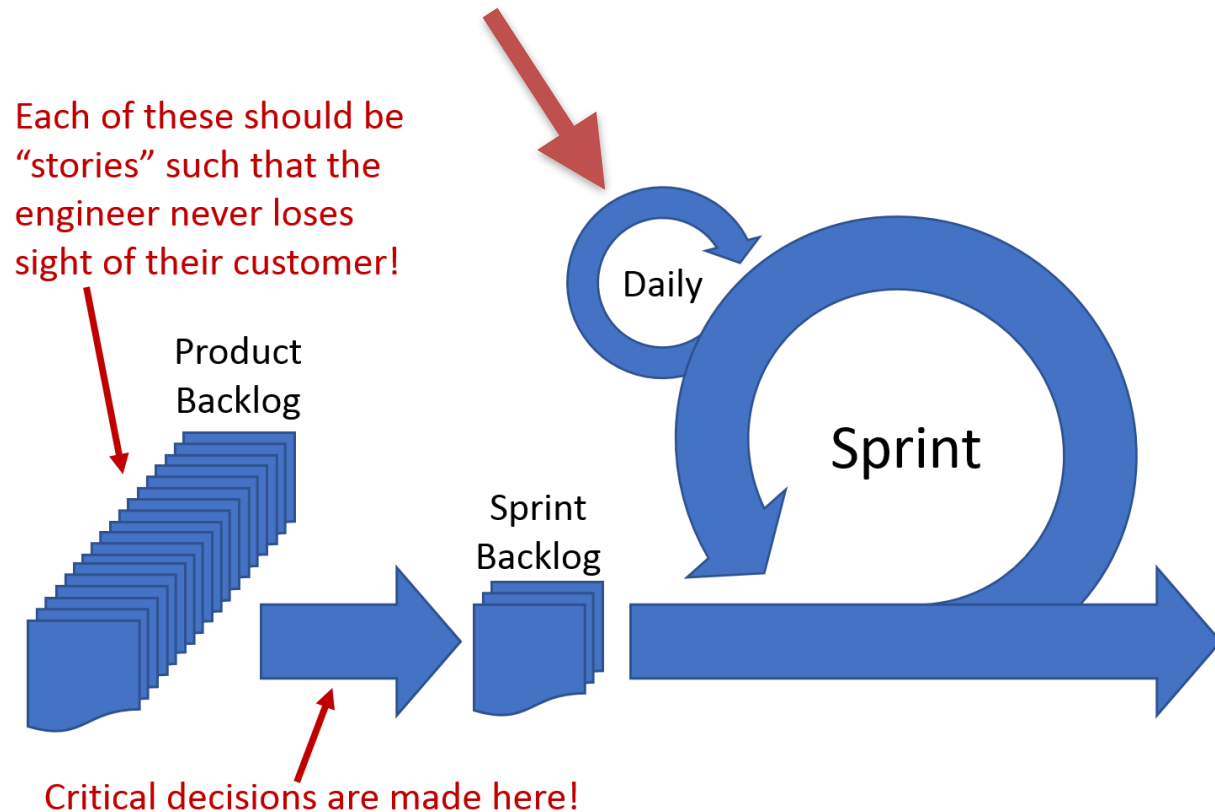 Each of these should be
“stories” such that the
engineer never loses
sight of their customer!
Daily
Product
Backlog
Sprint
Sprint
Backlog
Critical decisions are made here!